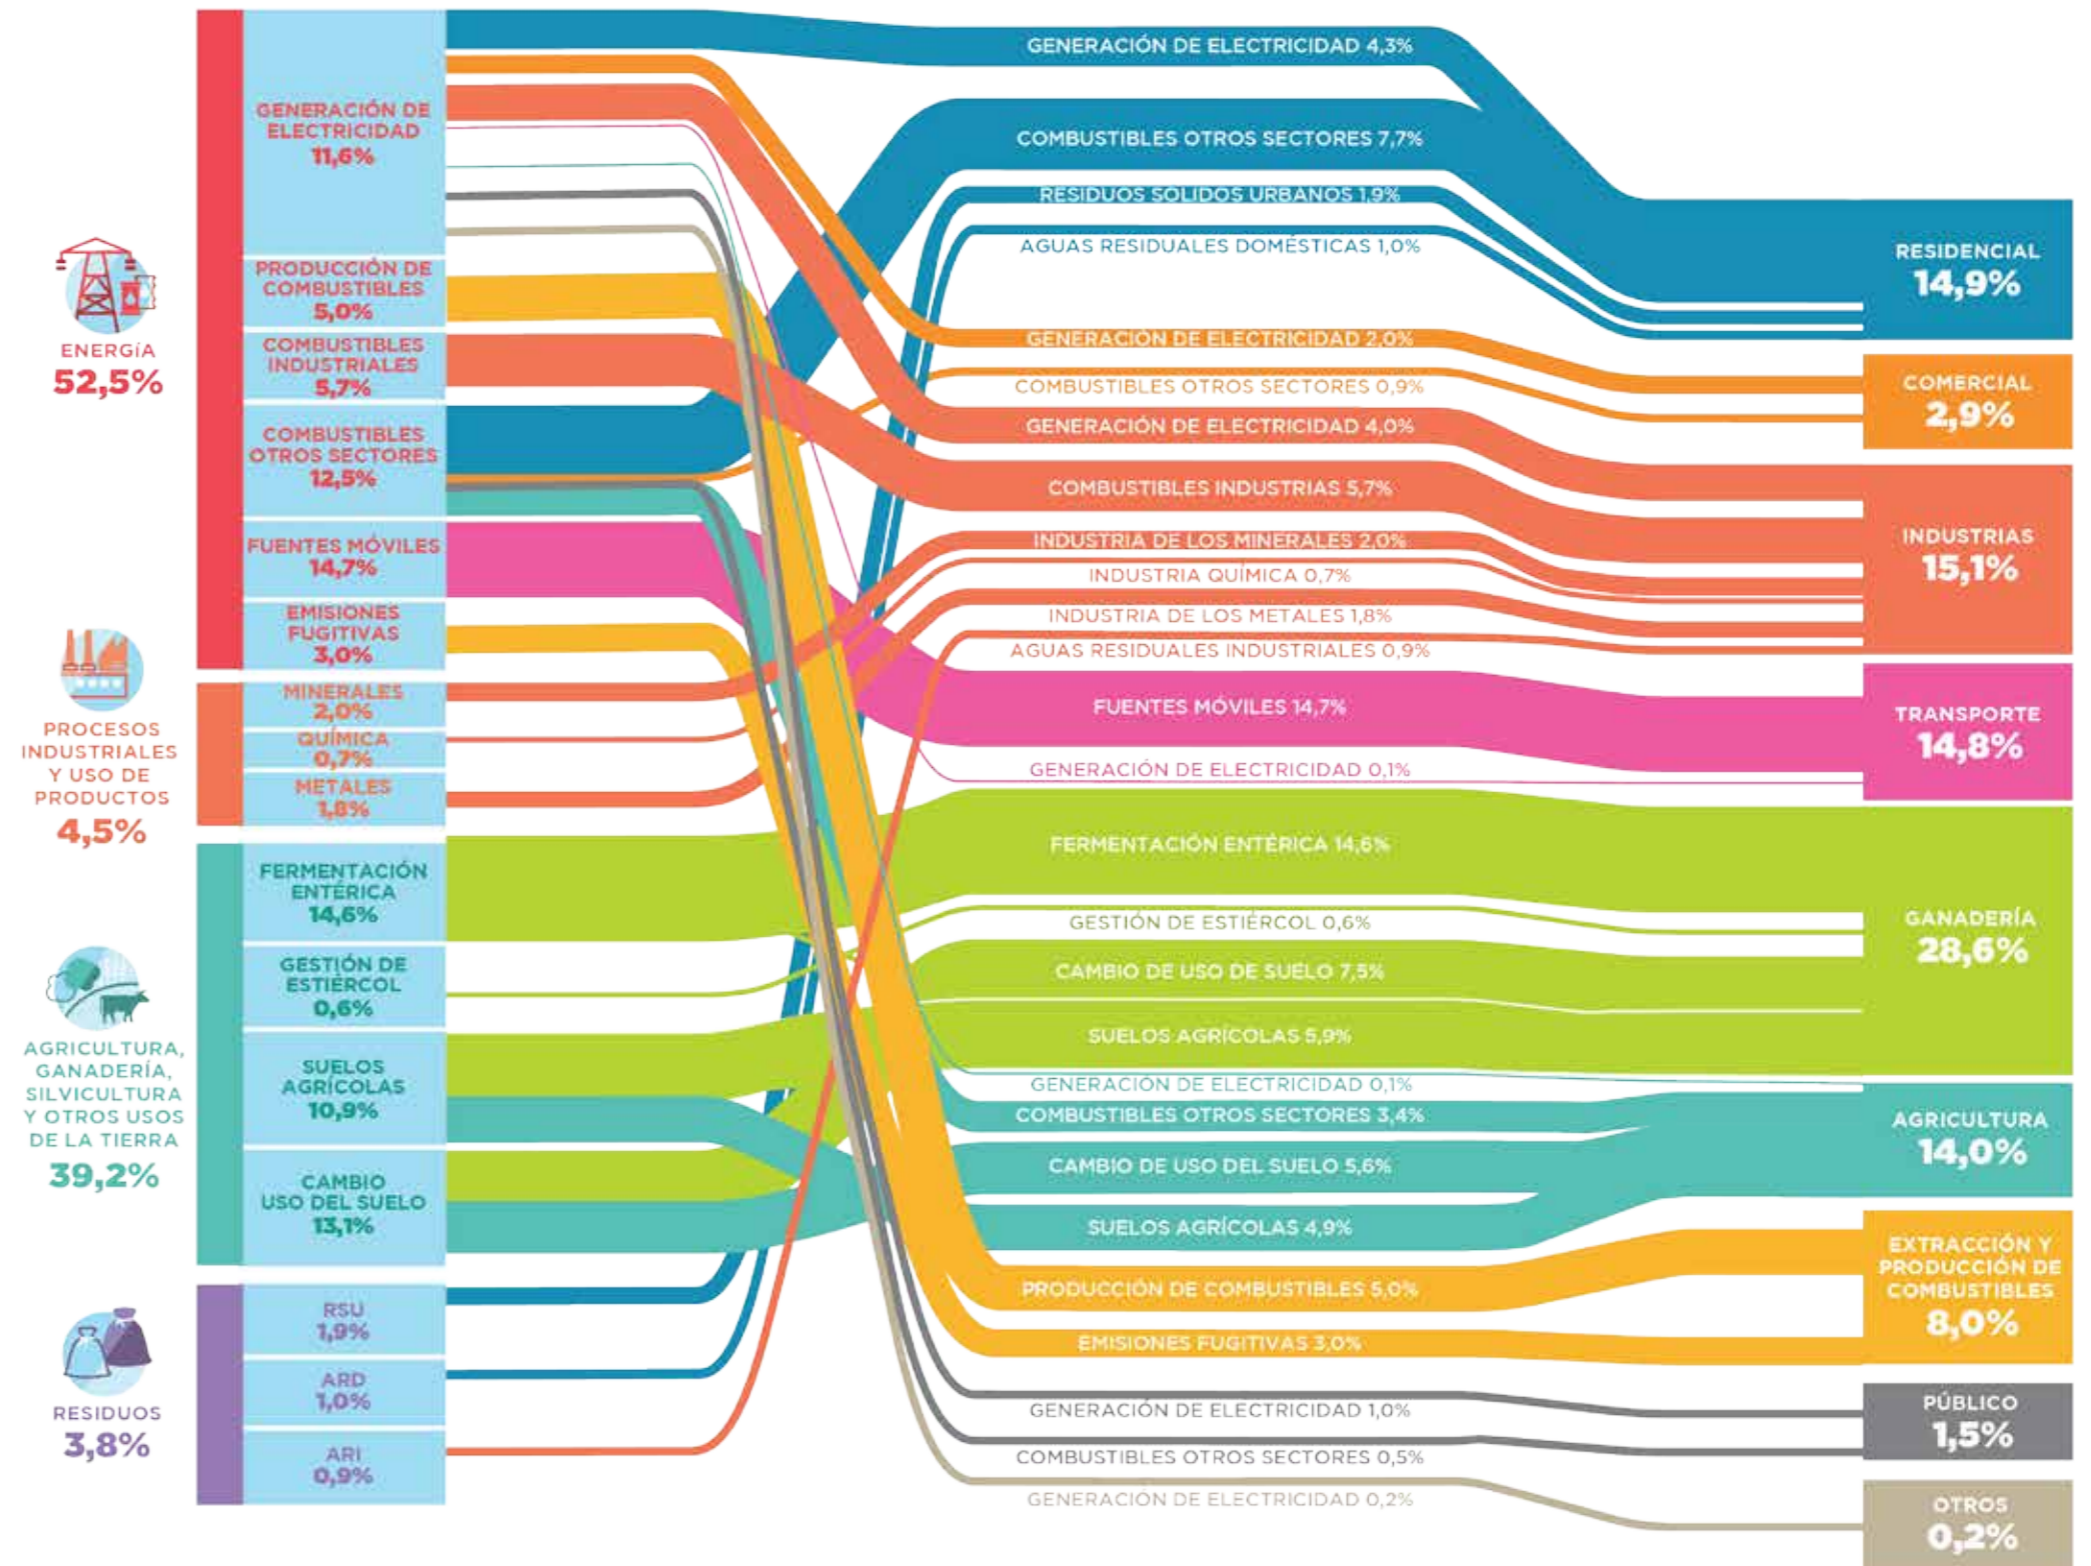 ENERGÍA
52,5%
PROCESOS
INDUSTRIALES
Y USO DE
PRODUCTOS
4,5%
AGRICULTURA,
GANADERÍA,
SILVICULTURA
Y OTROS USOS
DE LA TIERRA
39,2%
RESIDUOS
3,8%
GENERACIÓN DE
ELECTRICIDAD
11,6%
PRODUCCIÓN DE
COMBUSTIBLES
5,0%
COMBUSTIBLES
INDUSTRIALES
5,7%
COMBUSTIBLES
OTROS SECTORES
12,5%
FUENTES MÓVILES
14,7%
EMISIONES
FUGITIVAS
3,0%
MINERALES
2,0%
QUÍMICA
0,7%
METALES
1,8%
FERMENTACIÓN
ENTÉRICA
14,6%
GESTIÓN DE
ESTIÉRCOL
0,6%
SUELOS
AGRÍCOLAS
10,9%
CAMBIO
USO DEL SUELO
13,1%
RSU
1,9%
ARD
1,0%
ARI
0,9%
GENERACIÓN DE ELECTRICIDAD 4,3%
COMBUSTIBLES OTROS SECTORES 7,7%
RESIDUOS SÓLIDOS URBANOS 1,9%
AGUAS RESIDUALES DOMÉSTICAS 1,0%
GENERACIÓN DE ELECTRICIDAD 2,0%
COMBUSTIBLES OTROS SECTORES 0,9%
GENERACIÓN DE ELECTRICIDAD 4,0%
COMBUSTIBLES INDUSTRIAS 5,7%
INDUSTRIA DE LOS MINERALES 2,0%
INDUSTRIA QUÍMICA 0,7%
INDUSTRIA DE LOS METALES 1,8%
AGUAS RESIDUALES INDUSTRIALES 0,9%
FUENTES MÓVILES 14,7%
GENERACIÓN DE ELECTRICIDAD 0,1%
FERMENTACIÓN ENTÉRICA 14,6%
GESTIÓN DE ESTIÉRCOL 0,6%
CAMBIO DE USO DE SUELO 7,5%
SUELOS AGRÍCOLAS 5,9%
GENERACIÓN DE ELECTRICIDAD 0,1%
COMBUSTIBLES OTROS SECTORES 3,4%
CAMBIO DE USO DEL SUELO 5,6%
SUELOS AGRÍCOLAS 4,9%
PRODUCCIÓN DE COMBUSTIBLES 5,0%
EMISIONES FUGITIVAS 3,0%
GENERACIÓN DE ELECTRICIDAD 1,0%
COMBUSTIBLES OTROS SECTORES 0,5%
GENERACIÓN DE ELECTRICIDAD 0,2%
RESIDENCIAL
14,9%
COMERCIAL
2,9%
INDUSTRIAS
15,1%
TRANSPORTE
14,8%
GANADERÍA
28,6%
AGRICULTURA
14,0%
EXTRACCIÓN Y
PRODUCCIÓN DE
COMBUSTIBLES
8,0%
PÚBLICO
1,5%
OTROS
0,2%